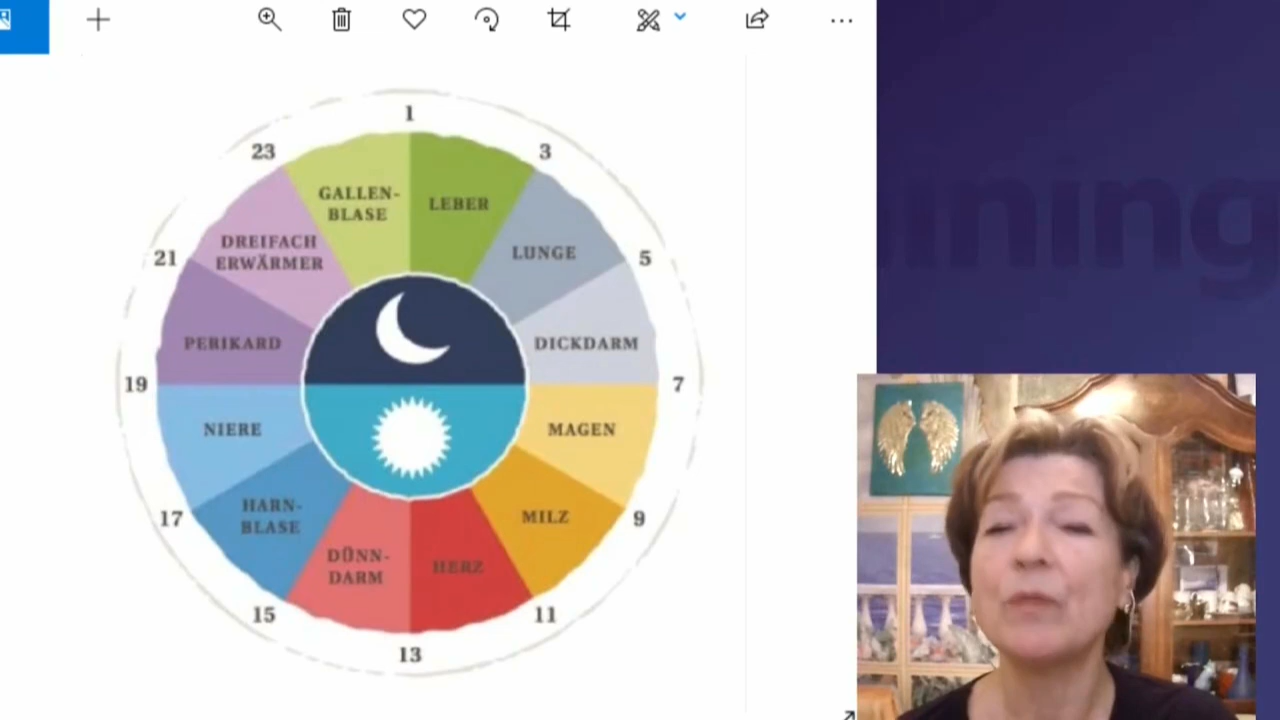 1
23
3
GALLEN-
BLASE
LEBER
DREIFACH
ERWÄRMER
LUNGE
21
5
PERIKARD
DICKDARM
19
7
NIERE
MAGEN
HARN-
BLASE
MILZ
17
9
DÜNN-
DARM
HERZ
15
11
13
ining